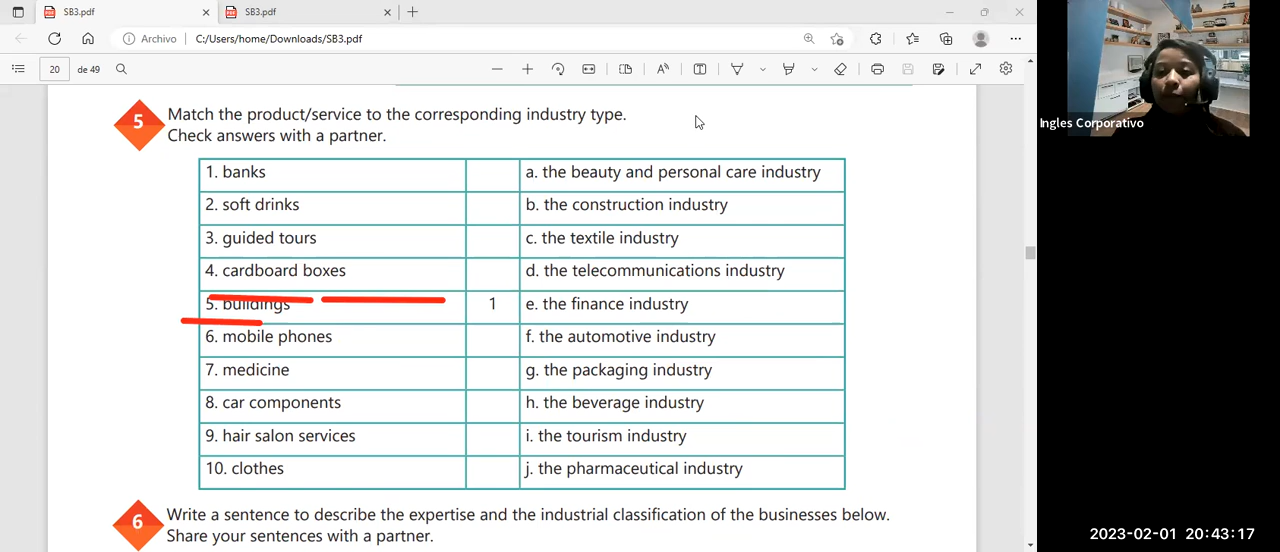 SB3.pdf
SB3.pdf
Archivo C:/Users/home/Downloads/SB3.pdf
20 de 49
5 Match the product/service to the corresponding industry type.
Check answers with a partner.
1. banks a. the beauty and personal care industry
2. soft drinks b. the construction industry
3. guided tours c. the textile industry
4. cardboard boxes d. the telecommunications industry
5. buildings 1 e. the finance industry
6. mobile phones f. the automotive industry
7. medicine g. the packaging industry
8. car components h. the beverage industry
9. hair salon services i. the tourism industry
10. clothes j. the pharmaceutical industry
6 Write a sentence to describe the expertise and the industrial classification of the businesses below.
Share your sentences with a partner.
Ingles Corporativo
2023-02-01 20:43:17